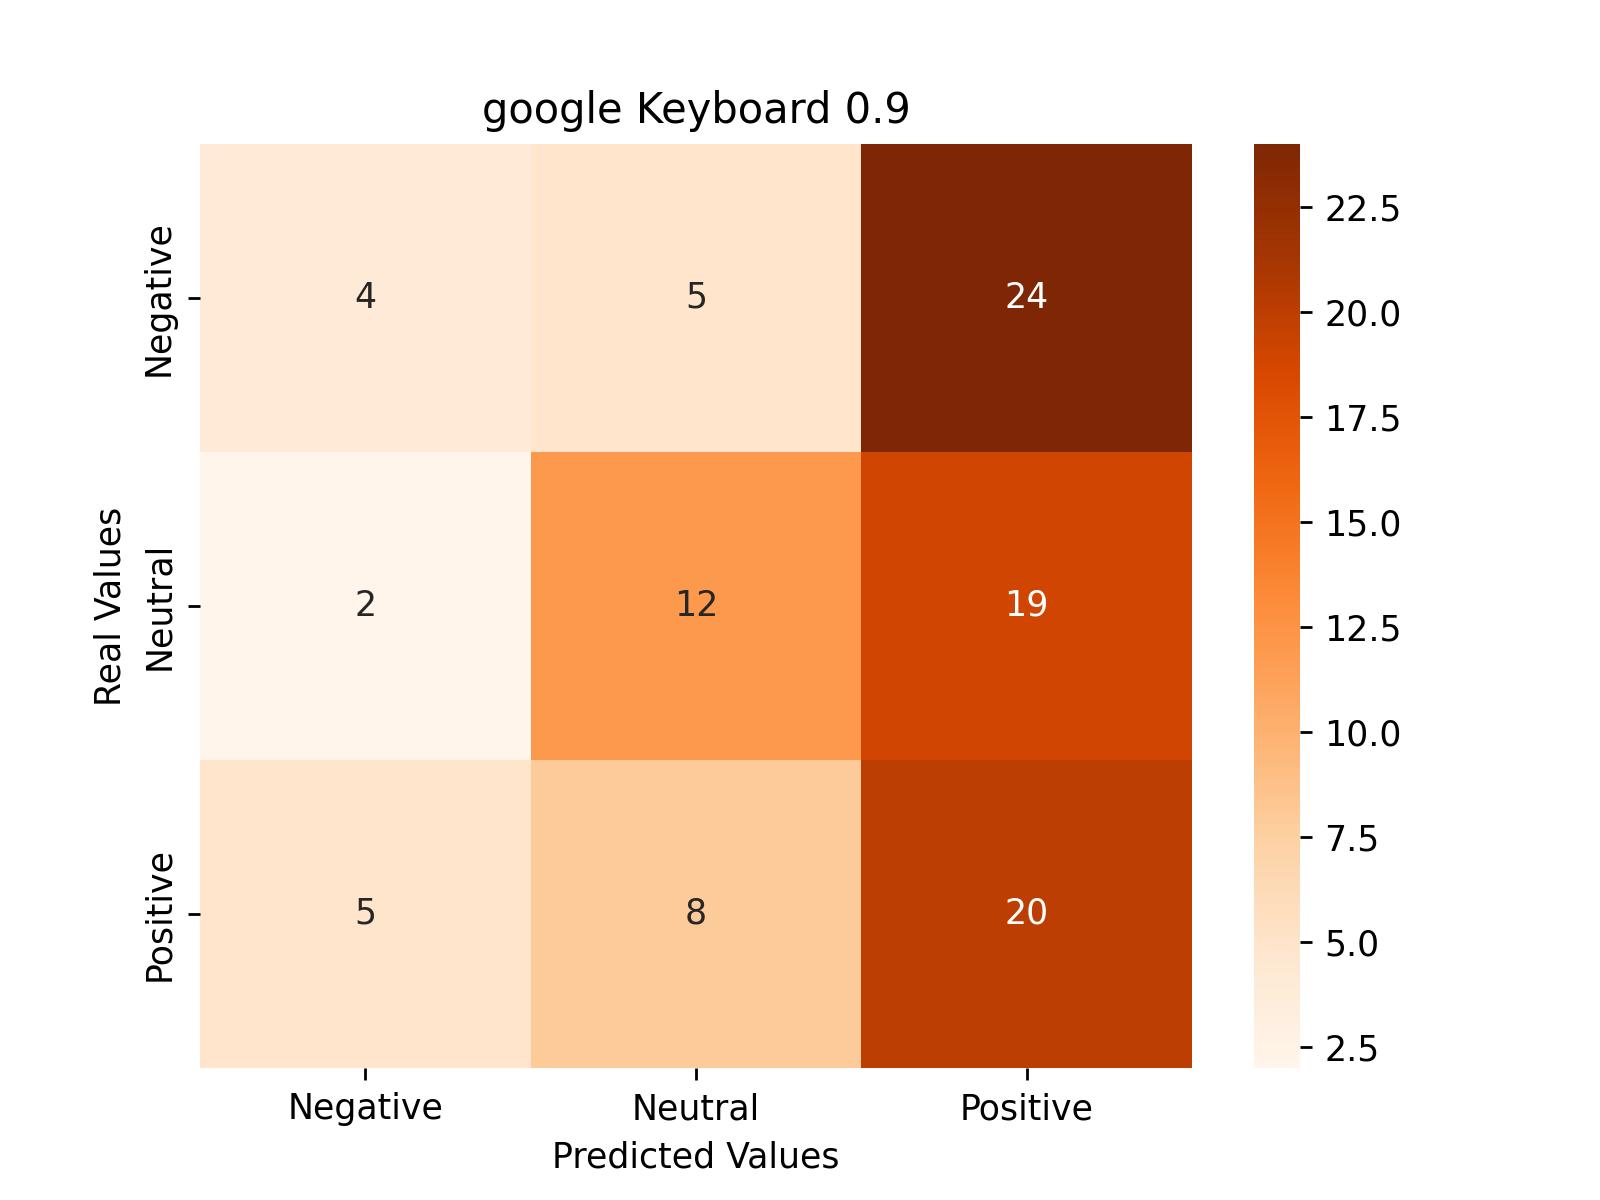 google Keyboard 0.9
Real Values
Negative
4 5 24
Neutral
2 12 19
Positive
5 8 20
Negative Neutral Positive
Predicted Values
22.5
20.0
17.5
15.0
12.5
10.0
7.5
5.0
2.5